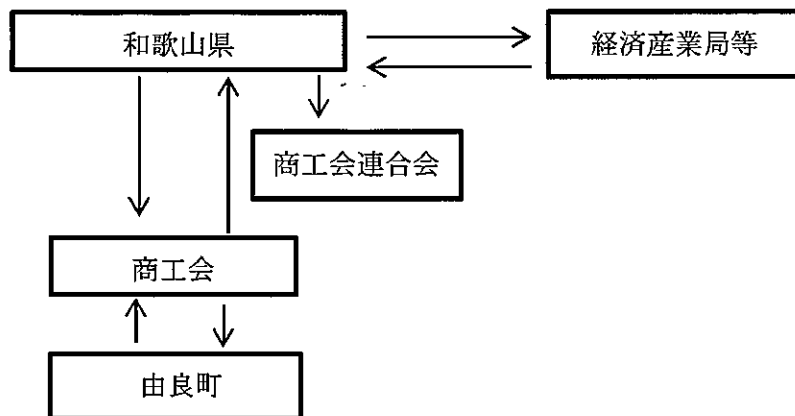 和歌山県
経済産業局等
商工会連合会
商工会
由良町